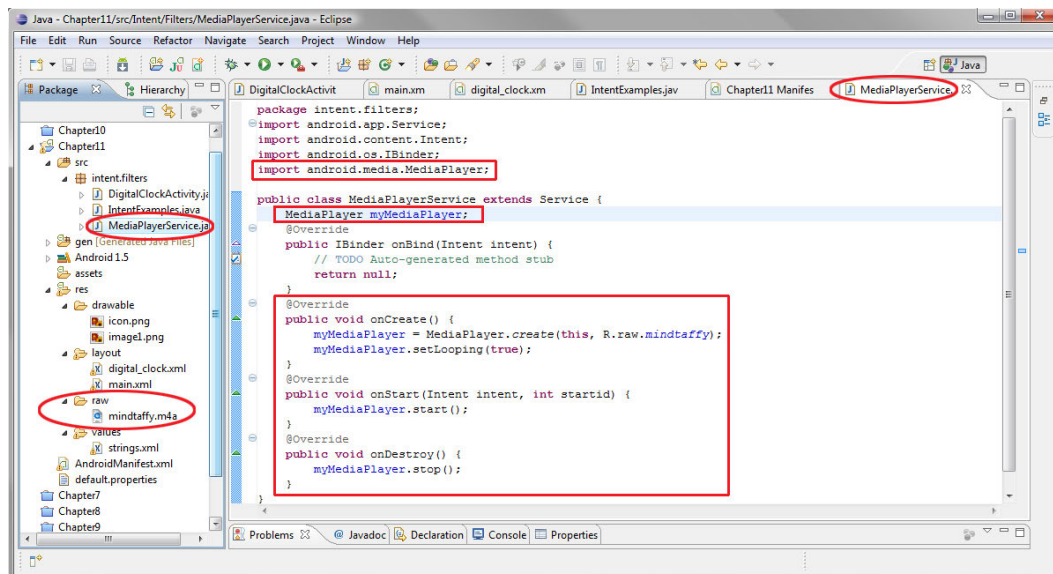 Java - Chapter11/src/Intent/Filters/MediaPlayerService.java - Eclipse
File Edit Run Source Refactor Navigate Search Project Window Help
Java
Package
Hierarchy
DigitalClockActivit
main.xm
digital_clock.xm
IntentExamples.jav
Chapter11 Manifes
MediaPlayerService.
Chapter10
Chapter11
src
intent.filters
DigitalClockActivity.ja
IntentExamples.java
MediaPlayerService.ja
gen [Generated Java Files]
Android 1.5
assets
res
drawable
icon.png
image1.png
layout
digital_clock.xml
main.xml
raw
mindtaffy.m4a
values
strings.xml
AndroidManifest.xml
default.properties
Chapter7
Chapter8
Chapter9
package intent.filters;
import android.app.Service;
import android.content.Intent;
import android.os.IBinder;
import android.media.MediaPlayer;
public class MediaPlayerService extends Service {
MediaPlayer myMediaPlayer;
@Override
public IBinder onBind(Intent intent) {
// TODO Auto-generated method stub
return null;
}
@Override
public void onCreate() {
myMediaPlayer = MediaPlayer.create(this, R.raw.mindtaffy);
myMediaPlayer.setLooping(true);
}
@Override
public void onStart(Intent intent, int startid) {
myMediaPlayer.start();
}
@Override
public void onDestroy() {
myMediaPlayer.stop();
}
}
Problems
@ Javadoc
Declaration
Console
Properties